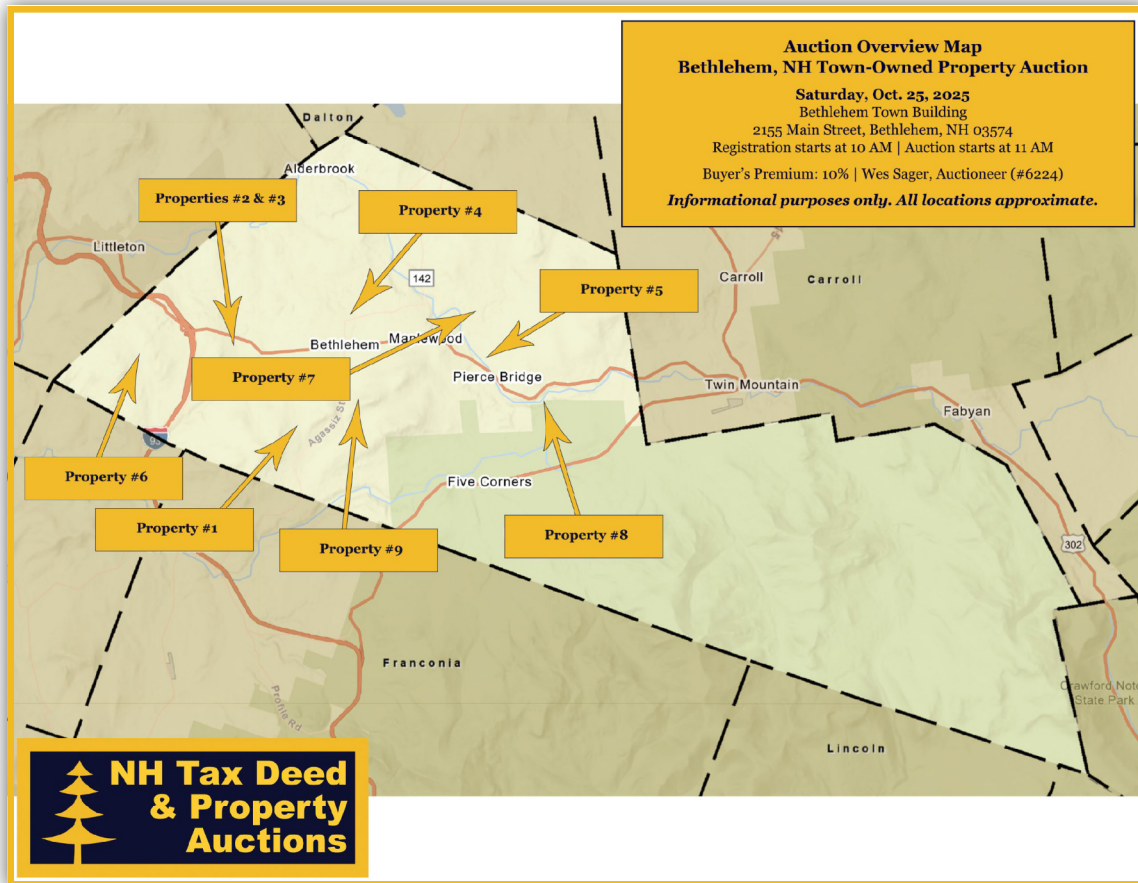 Auction Overview Map
Bethlehem, NH Town-Owned Property Auction
Saturday, Oct. 25, 2025
Bethlehem Town Building
2155 Main Street, Bethlehem, NH 03574
Registration starts at 10 AM | Auction starts at 11 AM
Buyer's Premium: 10% | Wes Sager, Auctioneer (#6224)
Informational purposes only. All locations approximate.
Dalton
Alderbrook
Properties #2 & #3
Property #4
Littleton
142
Carroll
Carroll
Property #5
Bethlehem
Maplewood
Property #7
Pierce Bridge
Twin Mountain
Fabyan
Agassiz St
93
Property #6
Five Corners
Property #1
Property #9
Property #8
302
Franconia
Profile Rd
Crawford Note
State Park
Lincoln
NH Tax Deed
& Property
Auctions